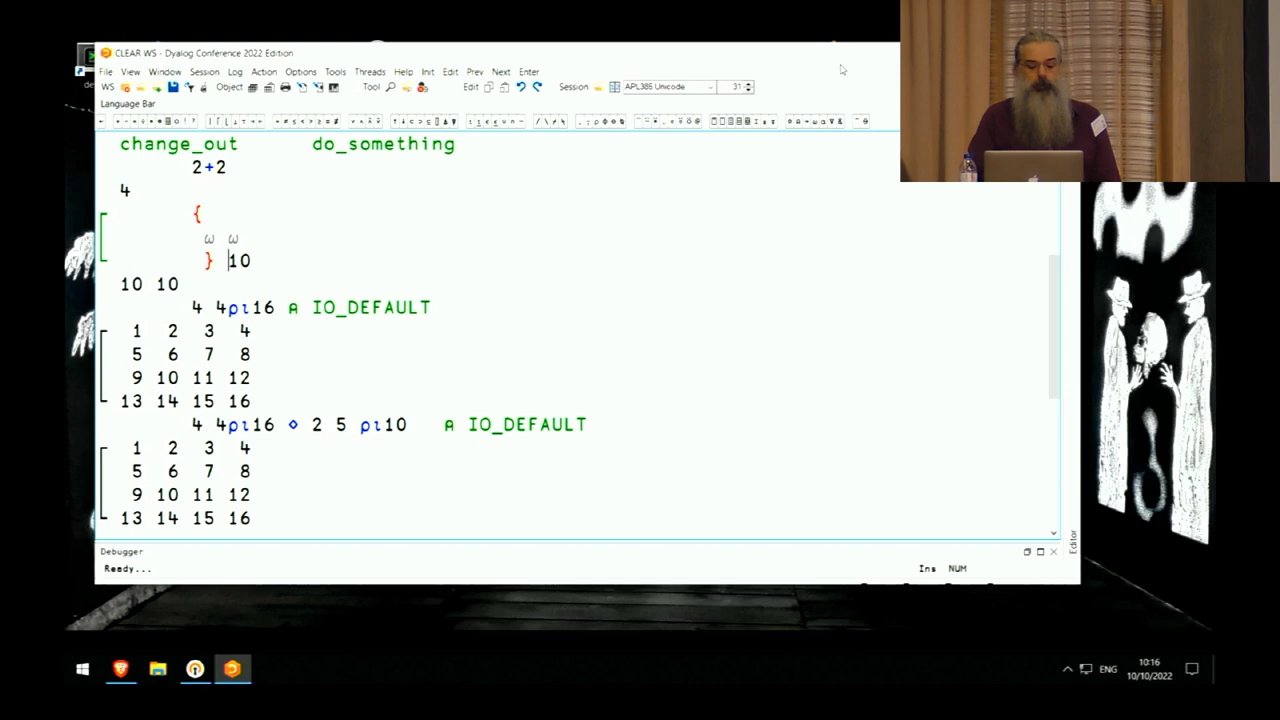 CLEAR WS - Dyalog Conference 2022 Edition
File View Window Session Log Action Options Tools Threads Help Init Edit Prev Next Enter
WS Object Tool Edit Session APL385 Unicode 31
Language Bar
change_out do_something
2+2
4
{
⍵ ⍵
} 10
10 10
4 4⍴⍳16 ⍝ IO_DEFAULT
1 2 3 4
5 6 7 8
9 10 11 12
13 14 15 16
4 4⍴⍳16 ⋄ 2 5 ⍴⍳10 ⍝ IO_DEFAULT
1 2 3 4
5 6 7 8
9 10 11 12
13 14 15 16
Editor
Debugger
Ready... Ins NUM
ENG
10:16
10/10/2022